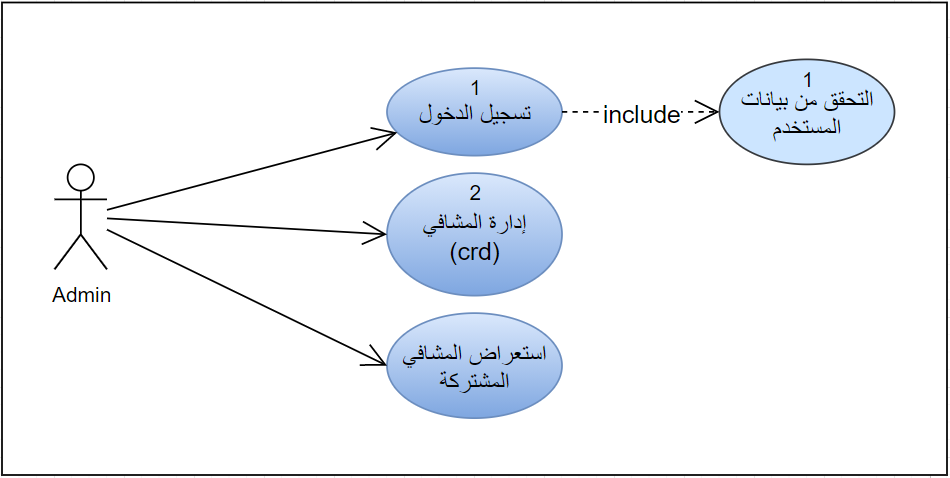 1
تسجيل الدخول
include
1
التحقق من بيانات
المستخدم
2
إدارة المشافي
(crd)
Admin
استعراض المشافي
المشتركة